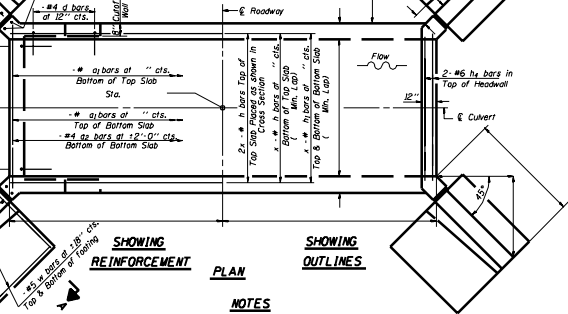 -#4 d bars
at 12" cts.
8" Cutoff
Wall
℄ Roadway
- # a₁ bars at " cts.
Bottom of Top Slab
Sta.
-# a₁ bars at " cts.
Top of Bottom Slab
-#4 a₂ bars at ±2'-0" cts.
Bottom of Bottom Slab
2x - # h bars Top of
Top Slab Placed as shown in
Cross Section
x - # h bars at " cts.
Bottom of Top Slab
( Min. Lap)
x - # h₁ bars at " cts.
Top & Bottom of Bottom Slab
( Min. Lap)
Flow
2-#6 h₄ bars in
Top of Headwall
12"
℄ Culvert
45°
-#5 w bars at ±18" cts.
Top & Bottom of Footing
A
SHOWING
REINFORCEMENT
PLAN
SHOWING
OUTLINES
NOTES